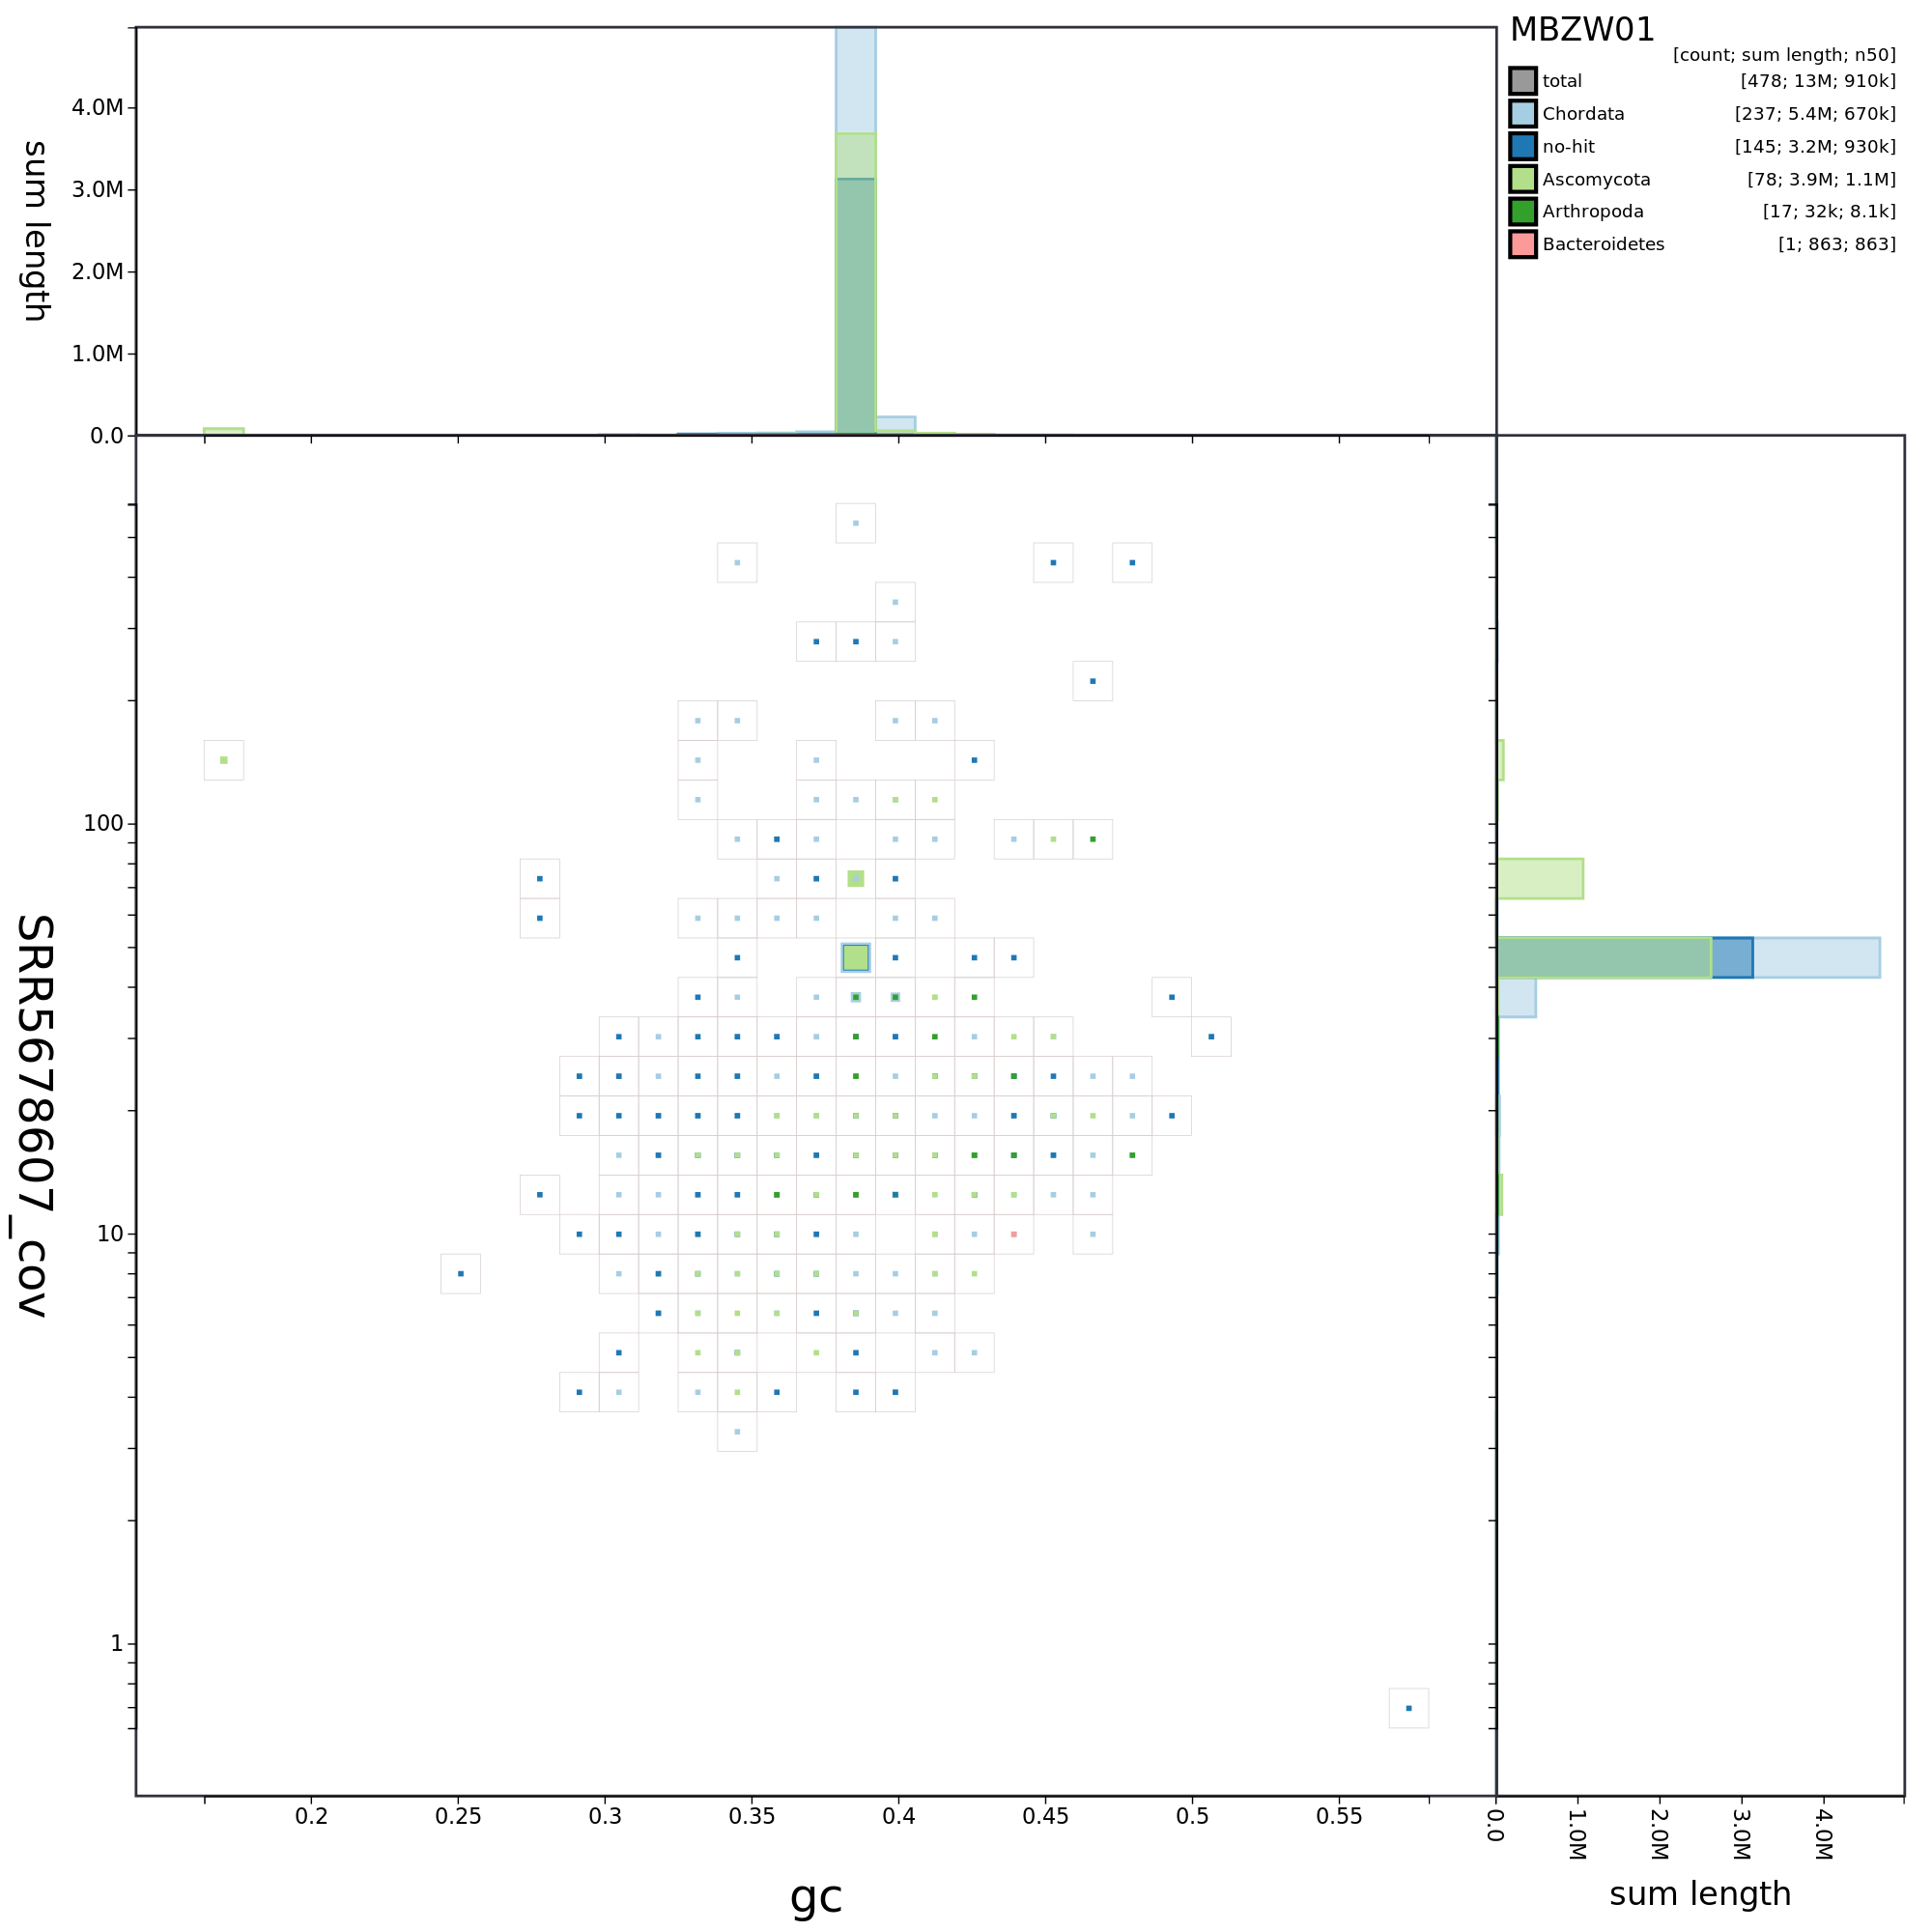 MBZW01
[count; sum length; n50]
total [478; 13M; 910k]
Chordata [237; 5.4M; 670k]
no-hit [145; 3.2M; 930k]
Ascomycota [78; 3.9M; 1.1M]
Arthropoda [17; 32k; 8.1k]
Bacteroidetes [1; 863; 863]
sum length
4.0M
3.0M
2.0M
1.0M
0.0
SRR5678607_cov
100
10
1
0.2 0.25 0.3 0.35 0.4 0.45 0.5 0.55
gc
0.0 1.0M 2.0M 3.0M 4.0M
sum length